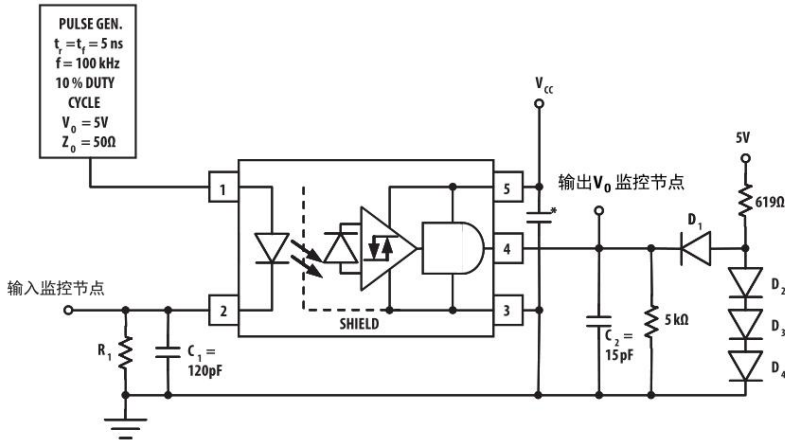 PULSE GEN.
tr = tf = 5 ns
f = 100 kHz
10 % DUTY
CYCLE
V0 = 5V
Z0 = 50Ω
VCC
5V
1
5
输出V0 监控节点
619Ω
*
D1
4
D2
输入监控节点
2
3
SHIELD
R1
C1 =
120pF
C2 =
15pF
5 kΩ
D3
D4